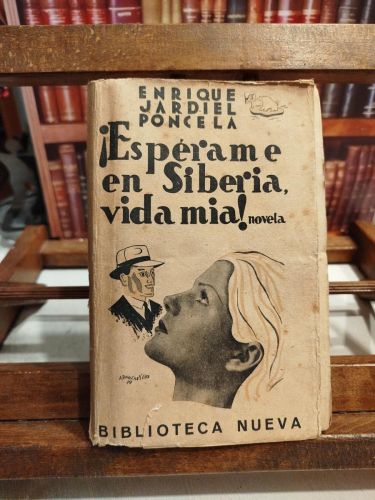 ENRIQUE
JARDIEL
PONCELA
¡Espérame
en Siberia,
vida mia! novela
BIBLIOTECA NUEVA